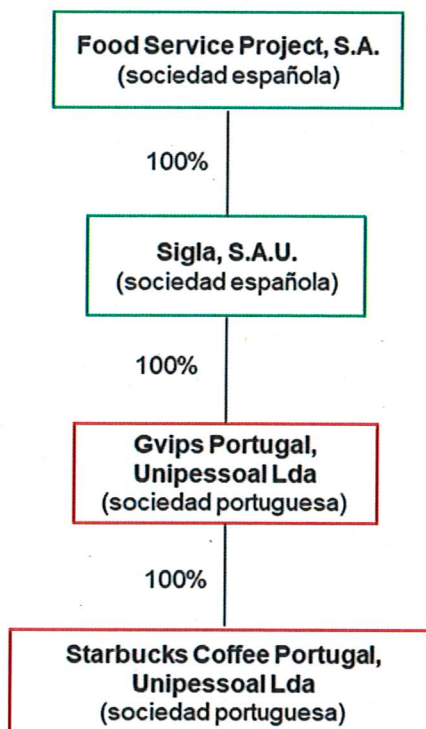 Food Service Project, S.A.
(sociedad española)
100%
Sigla, S.A.U.
(sociedad española)
100%
Gvips Portugal,
Unipessoal Lda
(sociedad portuguesa)
100%
Starbucks Coffee Portugal,
Unipessoal Lda
(sociedad portuguesa)